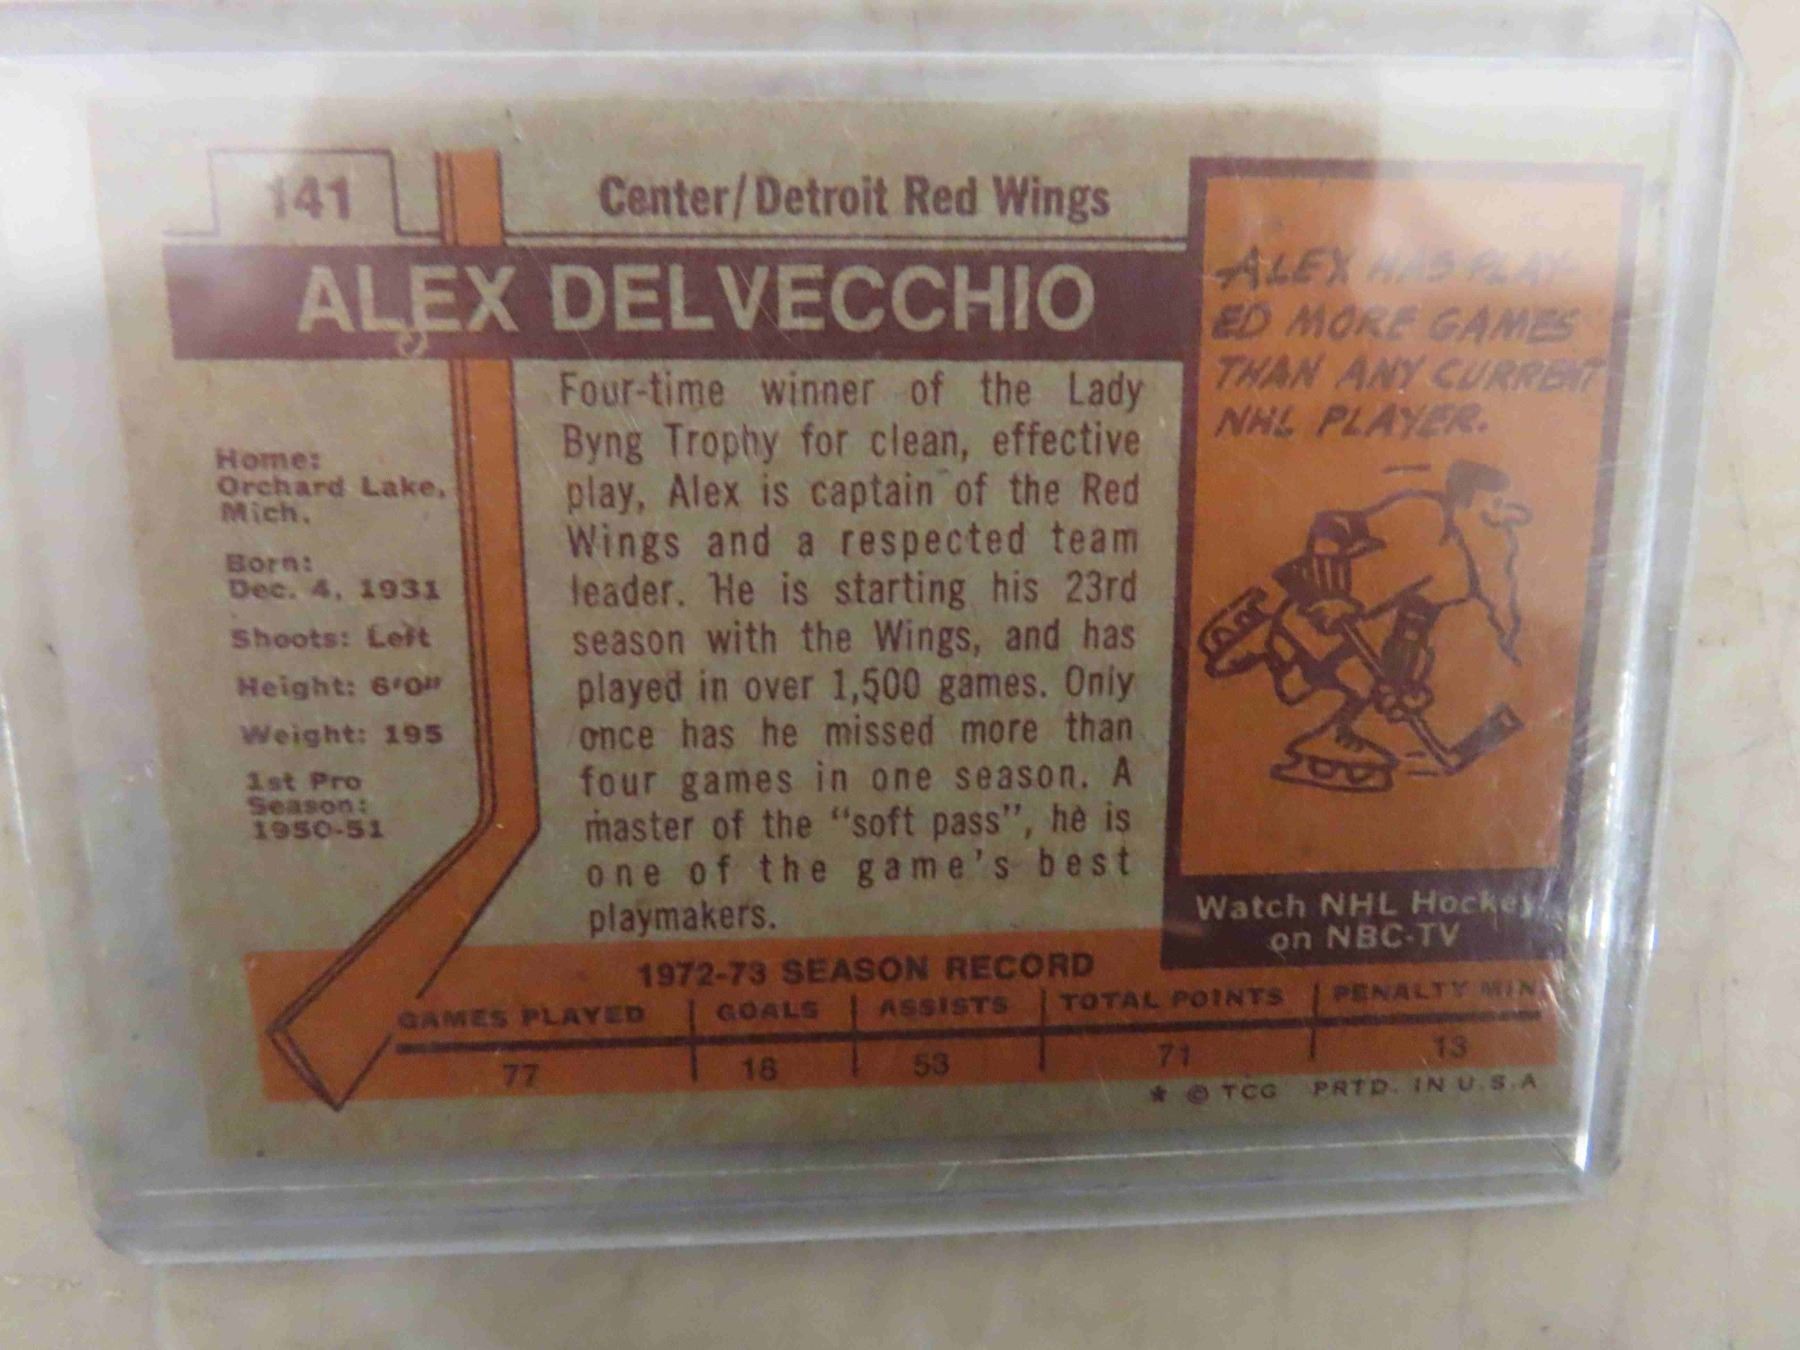 141
Center/Detroit Red Wings
ALEX DELVECCHIO
Home:
Orchard Lake,
Mich.
Born:
Dec. 4, 1931
Shoots: Left
Height: 6'0"
Weight: 195
1st Pro
Season:
1950-51
Four-time winner of the Lady
Byng Trophy for clean, effective
play, Alex is captain of the Red
Wings and a respected team
leader. He is starting his 23rd
season with the Wings, and has
played in over 1,500 games. Only
once has he missed more than
four games in one season. A
master of the "soft pass", he is
one of the game's best
playmakers.
ALEX HAS PLAY-
ED MORE GAMES
THAN ANY CURRENT
NHL PLAYER.
Watch NHL Hockey
on NBC-TV
1972-73 SEASON RECORD
GAMES PLAYED GOALS ASSISTS TOTAL POINTS PENALTY MIN
77 18 53 71 13
* © TCG PRTD. IN U.S.A